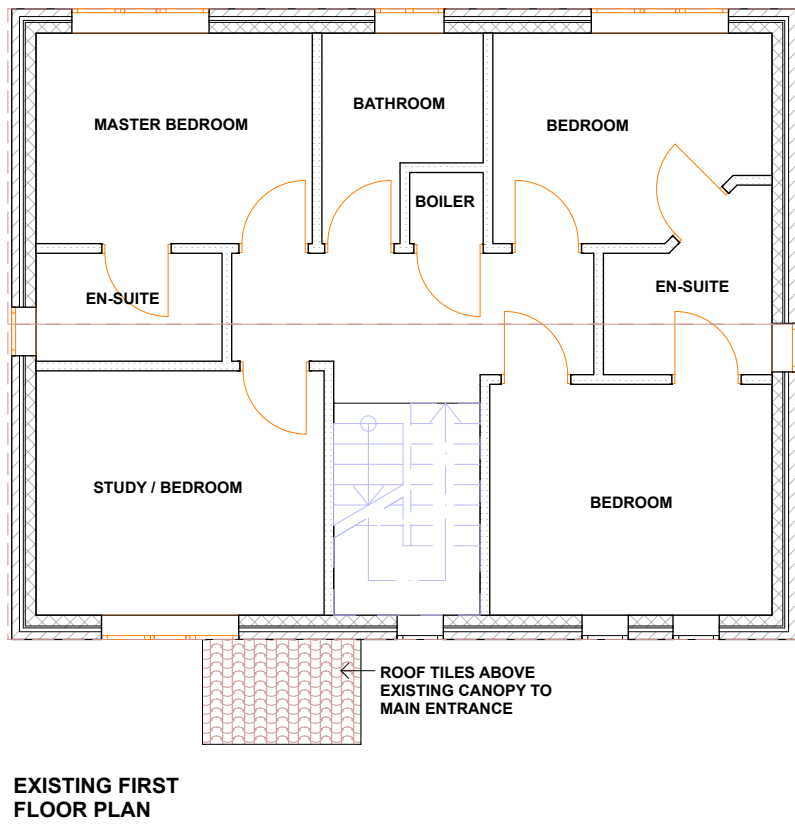 MASTER BEDROOM
BATHROOM
BEDROOM
BOILER
EN-SUITE
EN-SUITE
STUDY / BEDROOM
BEDROOM
ROOF TILES ABOVE
EXISTING CANOPY TO
MAIN ENTRANCE
EXISTING FIRST
FLOOR PLAN